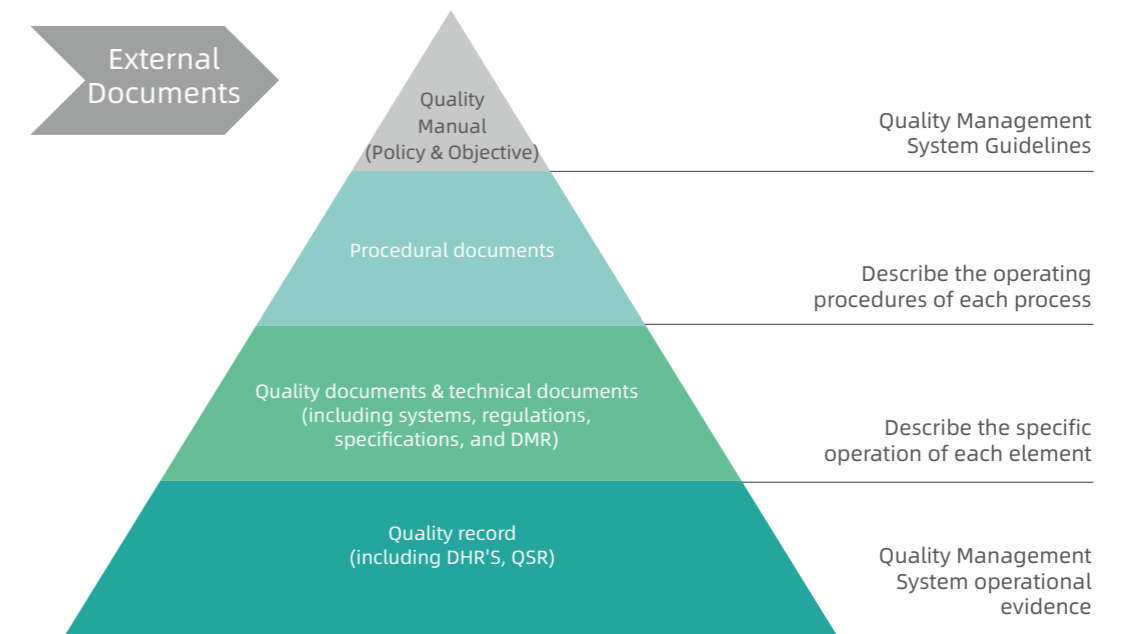 External
Documents
Quality
Manual
(Policy & Objective)
Quality Management
System Guidelines
Procedural documents
Describe the operating
procedures of each process
Quality documents & technical documents
(including systems, regulations,
specifications, and DMR)
Describe the specific
operation of each element
Quality record
(including DHR'S, QSR)
Quality Management
System operational
evidence